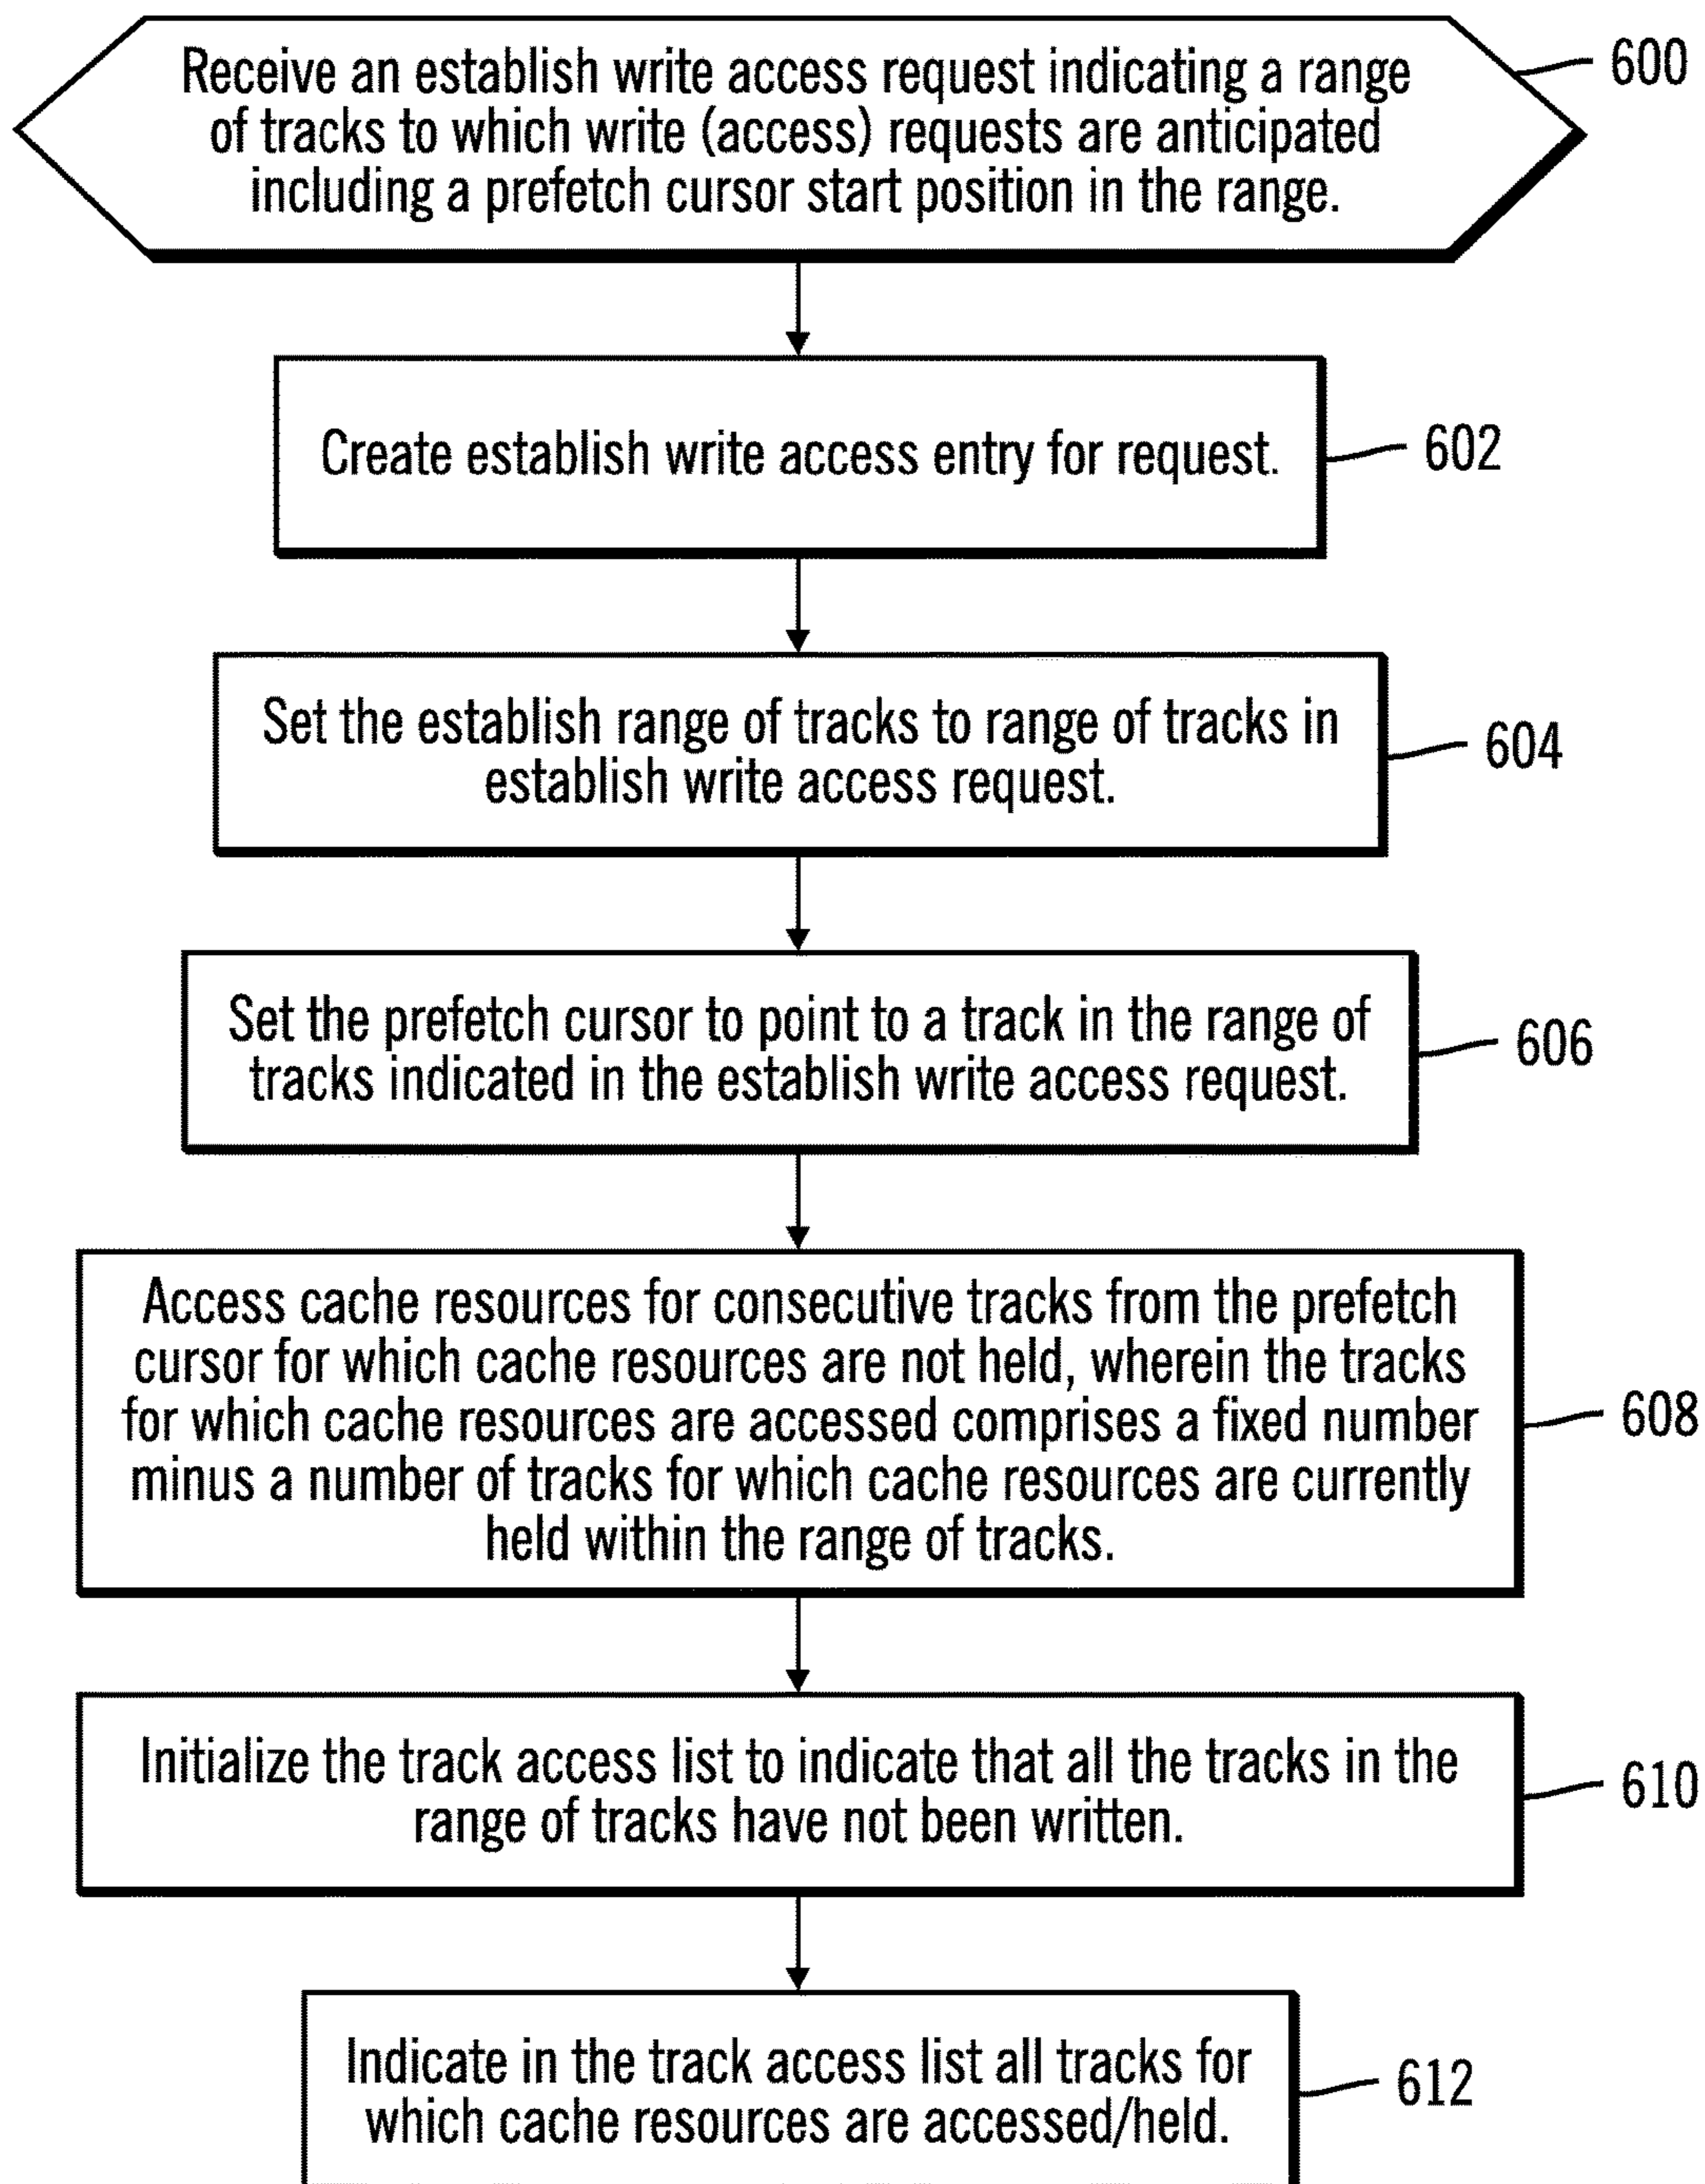 Receive an establish write access request indicating a range
of tracks to which write (access) requests are anticipated
including a prefetch cursor start position in the range.
600
Create establish write access entry for request.
602
Set the establish range of tracks to range of tracks in
establish write access request.
604
Set the prefetch cursor to point to a track in the range of
tracks indicated in the establish write access request.
606
Access cache resources for consecutive tracks from the prefetch
cursor for which cache resources are not held, wherein the tracks
for which cache resources are accessed comprises a fixed number
minus a number of tracks for which cache resources are currently
held within the range of tracks.
608
Initialize the track access list to indicate that all the tracks in the
range of tracks have not been written.
610
Indicate in the track access list all tracks for
which cache resources are accessed/held.
612